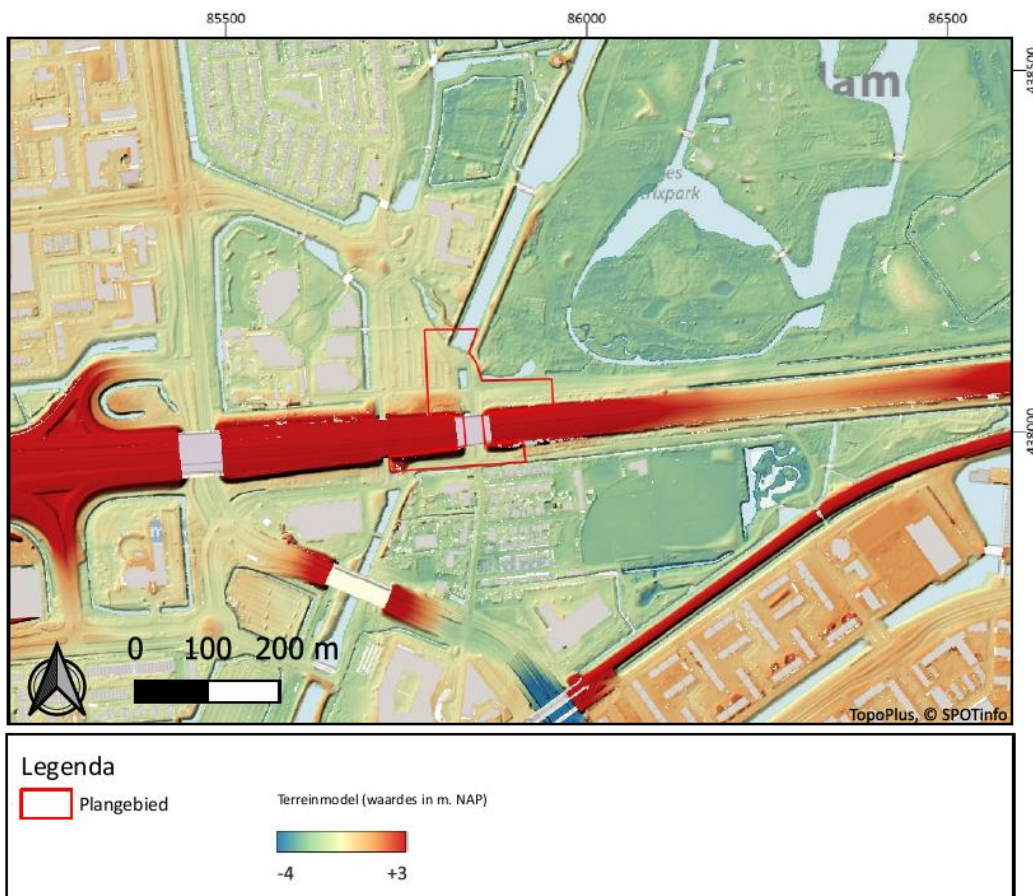 85500 86000 86500
438500
lam
es
trixpark
438000
0 100 200 m
TopoPlus, © SPOTinfo
Legenda
Plangebied
Terreinmodel (waardes in m. NAP)
-4 +3